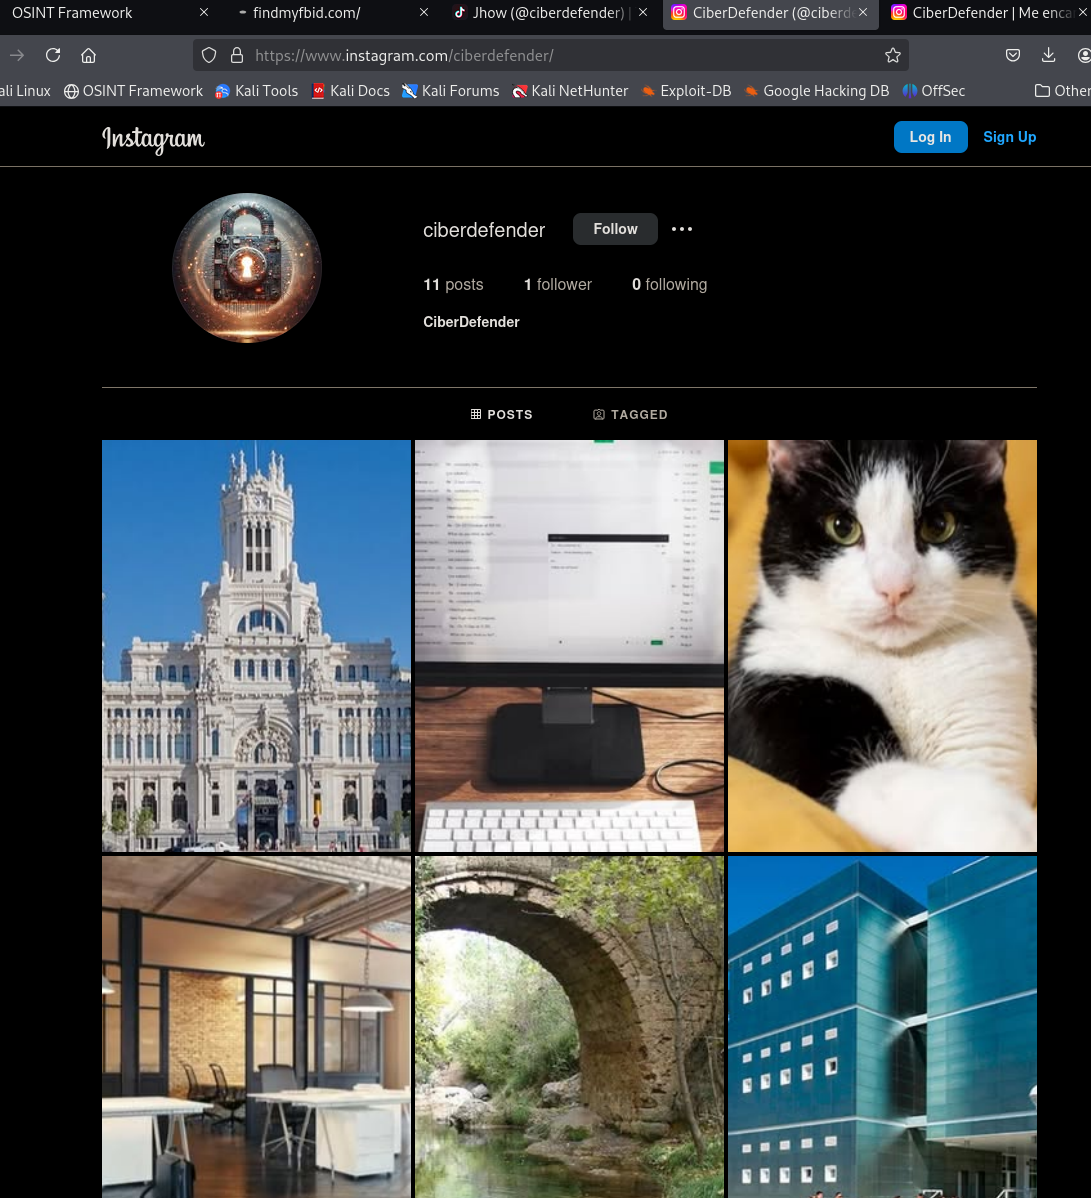 OSINT Framework
findmyfbid.com/
Jhow (@ciberdefender) |
CiberDefender (@ciberde
CiberDefender | Me enca
https://www.instagram.com/ciberdefender/
ali Linux
OSINT Framework
Kali Tools
Kali Docs
Kali Forums
Kali NetHunter
Exploit-DB
Google Hacking DB
OffSec
Other
Instagram
Log In
Sign Up
ciberdefender
Follow
11 posts
1 follower
0 following
CiberDefender
POSTS
TAGGED